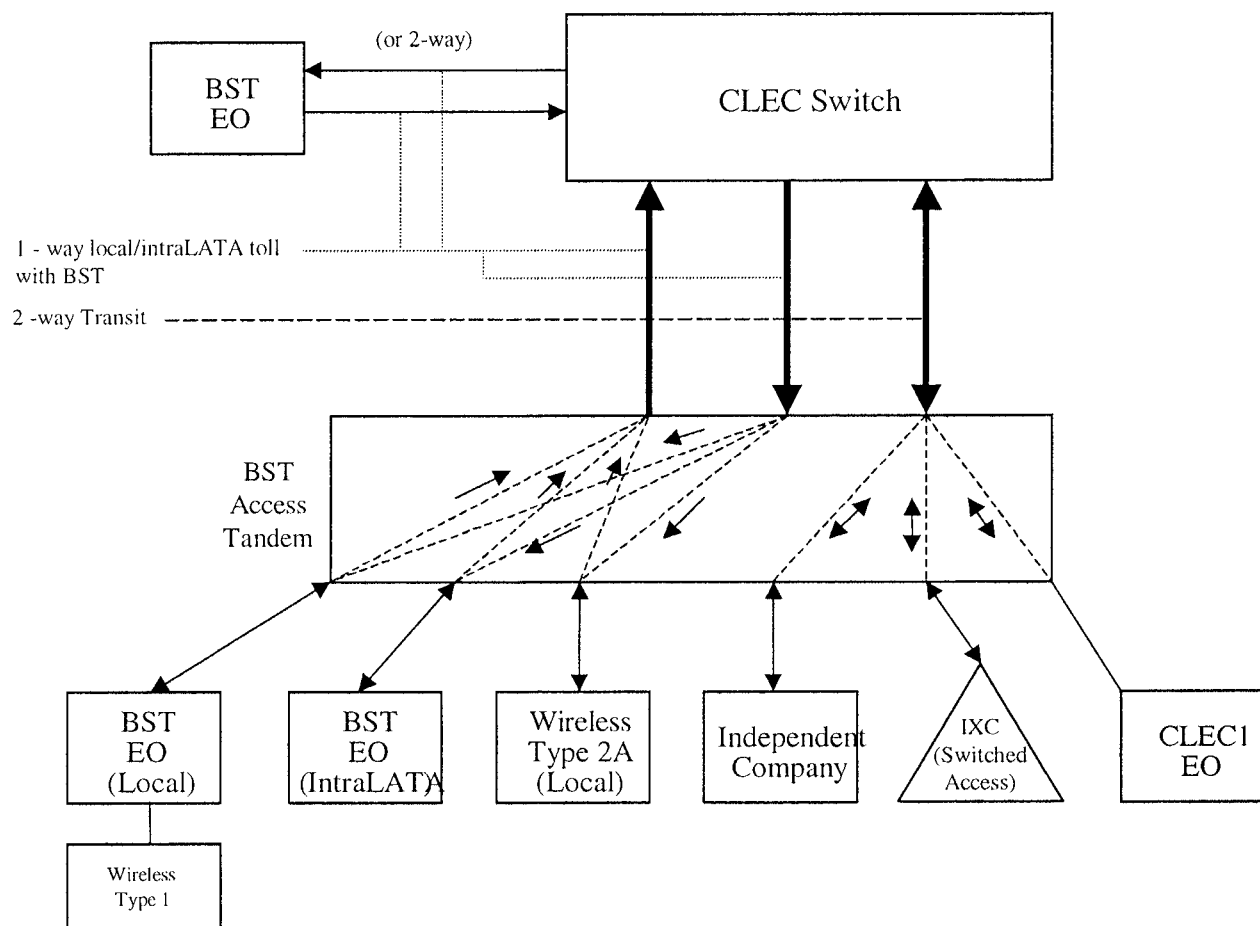 (or 2-way)
BST
EO
CLEC Switch
1 - way local/intraLATA toll
with BST
2 -way Transit
BST
Access
Tandem
BST
EO
(Local)
BST
EO
(IntraLATA
Wireless
Type 2A
(Local)
Independent
Company
IXC
(Switched
Access)
CLEC1
EO
Wireless
Type 1